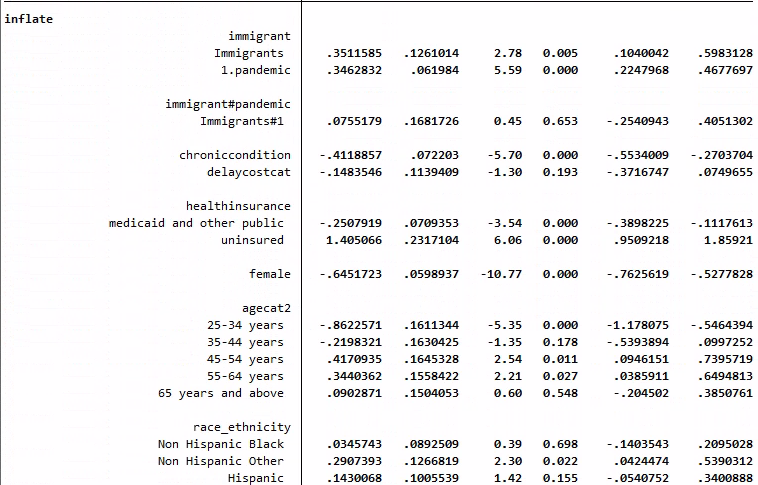 inflate
immigrant
Immigrants .3511585 .1261014 2.78 0.005 .1040042 .5983128
1.pandemic .3462832 .061984 5.59 0.000 .2247968 .4677697
immigrant#pandemic
Immigrants#1 .0755179 .1681726 0.45 0.653 -.2540943 .4051302
chroniccondition -.4118857 .072203 -5.70 0.000 -.5534009 -.2703704
delaycostcat -.1483546 .1139409 -1.30 0.193 -.3716747 .0749655
healthinsurance
medicaid and other public -.2507919 .0709353 -3.54 0.000 -.3898225 -.1117613
uninsured 1.405066 .2317104 6.06 0.000 .9509218 1.85921
female -.6451723 .0598937 -10.77 0.000 -.7625619 -.5277828
agecat2
25-34 years -.8622571 .1611344 -5.35 0.000 -1.178075 -.5464394
35-44 years -.2198321 .1630425 -1.35 0.178 -.5393894 .0997252
45-54 years .4170935 .1645328 2.54 0.011 .0946151 .7395719
55-64 years .3440362 .1558422 2.21 0.027 .0385911 .6494813
65 years and above .0902871 .1504053 0.60 0.548 -.204502 .3850761
race_ethnicity
Non Hispanic Black .0345743 .0892509 0.39 0.698 -.1403543 .2095028
Non Hispanic Other .2907393 .1266819 2.30 0.022 .0424474 .5390312
Hispanic .1430068 .1005539 1.42 0.155 -.0540752 .3400888